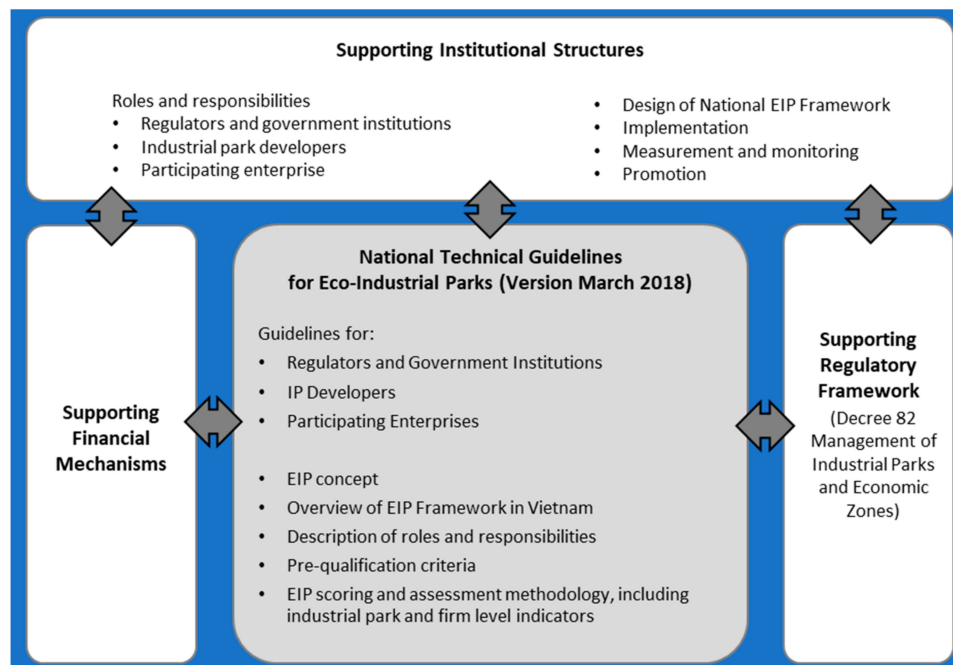 Supporting Institutional Structures
Roles and responsibilities
• Regulators and government institutions
• Industrial park developers
• Participating enterprise
• Design of National EIP Framework
• Implementation
• Measurement and monitoring
• Promotion
Supporting
Financial
Mechanisms
National Technical Guidelines
for Eco-Industrial Parks (Version March 2018)
Guidelines for:
• Regulators and Government Institutions
• IP Developers
• Participating Enterprises
• EIP concept
• Overview of EIP Framework in Vietnam
• Description of roles and responsibilities
• Pre-qualification criteria
• EIP scoring and assessment methodology, including
industrial park and firm level indicators
Supporting
Regulatory
Framework
(Decree 82
Management of
Industrial Parks
and Economic
Zones)